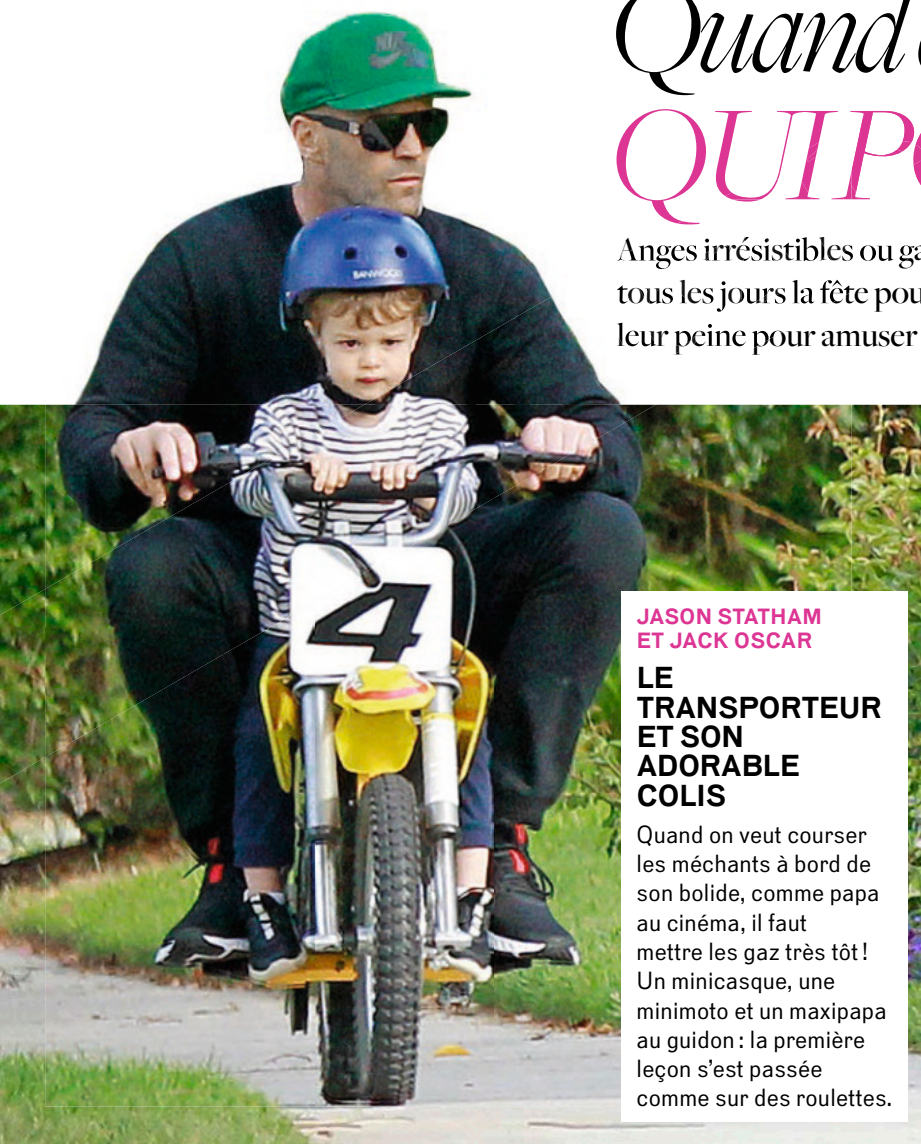 Quand
QUI
Anges irrésistibles ou
tous les jours la fête
leur peine pour amuser
NIKE
BANWOOD
4
JASON STATHAM
ET JACK OSCAR
LE
TRANSPORTEUR
ET SON
ADORABLE
COLIS
Quand on veut courser
les méchants à bord de
son bolide, comme papa
au cinéma, il faut
mettre les gaz très tôt !
Un minicasque, une
minimoto et un maxipapa
au guidon : la première
leçon s’est passée
comme sur des roulettes.